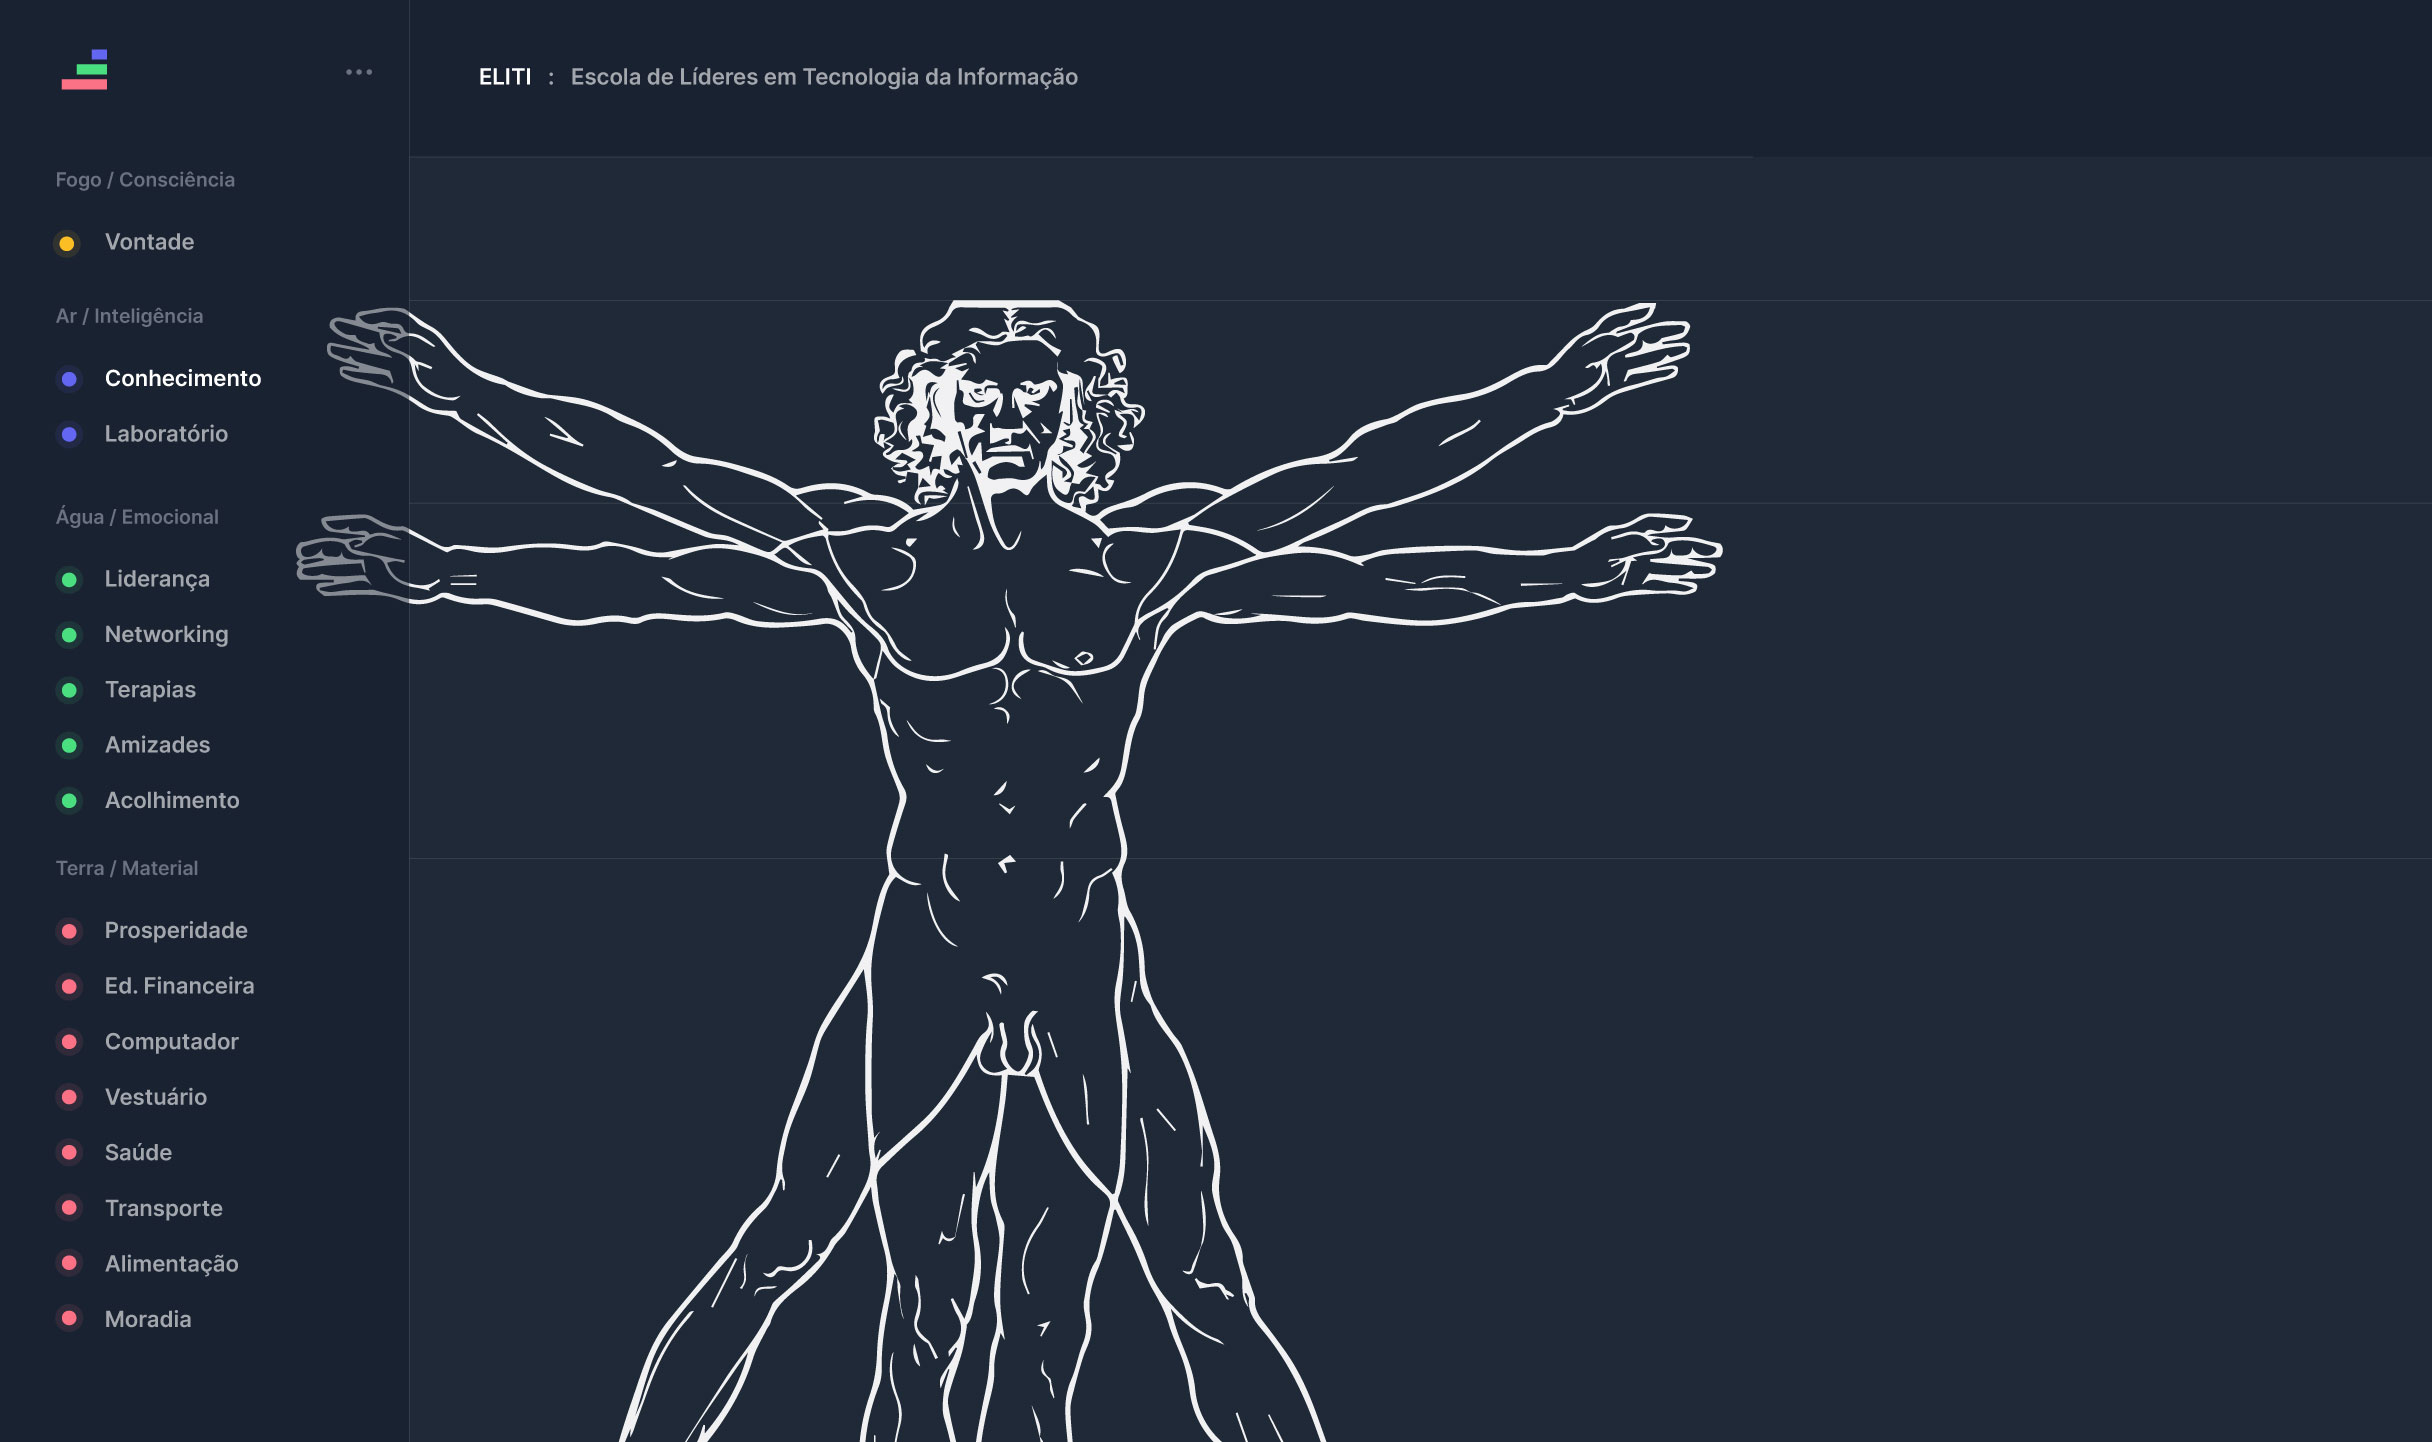 ELITI : Escola de Líderes em Tecnologia da Informação
Fogo / Consciência
Vontade
Ar / Inteligência
Conhecimento
Laboratório
Água / Emocional
Liderança
Networking
Terapias
Amizades
Acolhimento
Terra / Material
Prosperidade
Ed. Financeira
Computador
Vestuário
Saúde
Transporte
Alimentação
Moradia